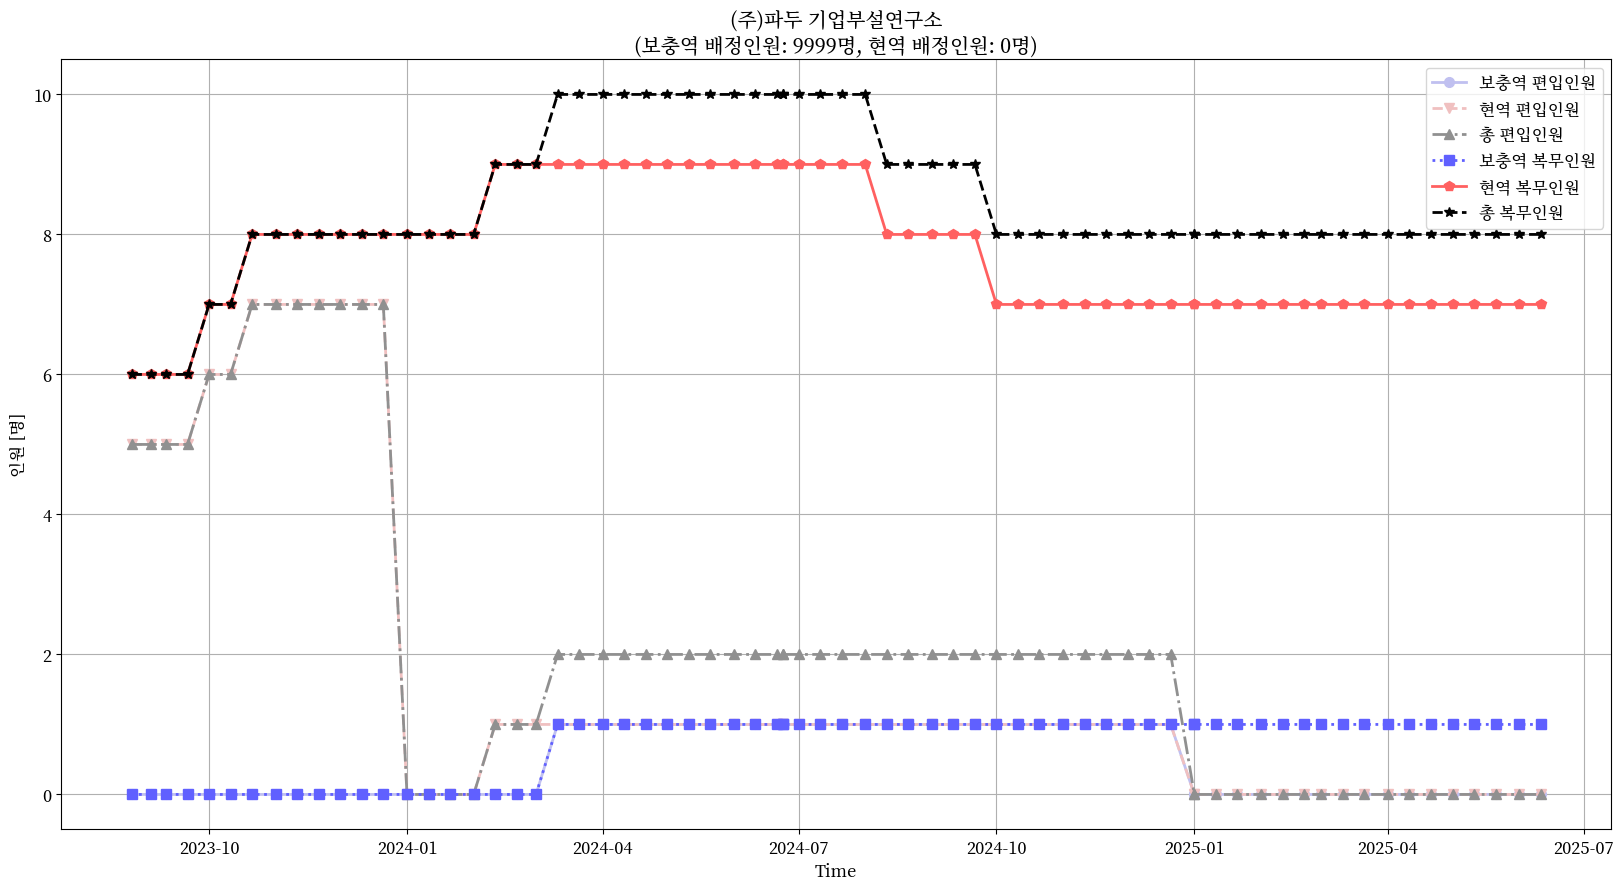 (주)파두 기업부설연구소
(보충역 배정인원: 9999명, 현역 배정인원: 0명)
보충역 편입인원
현역 편입인원
총 편입인원
보충역 복무인원
현역 복무인원
총 복무인원
인원 [명]
10
8
6
4
2
0
2023-10
2024-01
2024-04
2024-07
2024-10
2025-01
2025-04
2025-07
Time